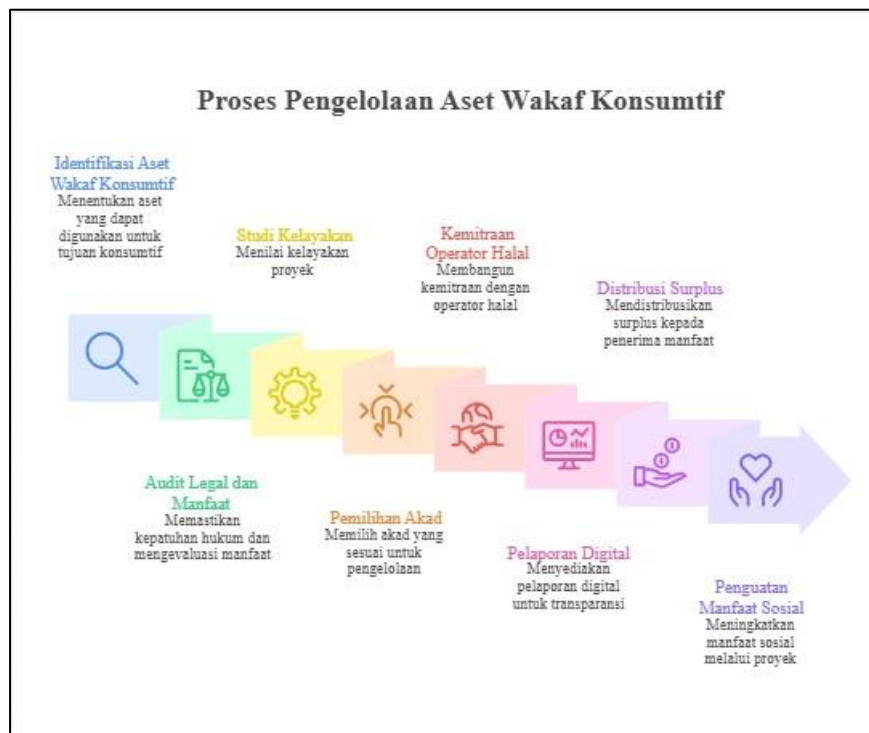 Proses Pengelolaan Aset Wakaf Konsumtif
Identifikasi Aset
Wakaf Konsumtif
Menentukan aset
yang dapat
digunakan untuk
tujuan konsumtif
Audit Legal dan
Manfaat
Memastikan
kepatuhan hukum dan
mengevaluasi manfaat
Studi Kelayakan
Menilai kelayakan
proyek
Pemilihan Akad
Memilih akad yang
sesuai untuk
pengelolaan
Kemitraan
Operator Halal
Membangun
kemitraan dengan
operator halal
Pelaporan Digital
Menyediakan
pelaporan digital
untuk transparansi
Distribusi Surplus
Mendistribusikan
surplus kepada
penerima manfaat
Penguatan
Manfaat Sosial
Meningkatkan
manfaat sosial
melalui proyek